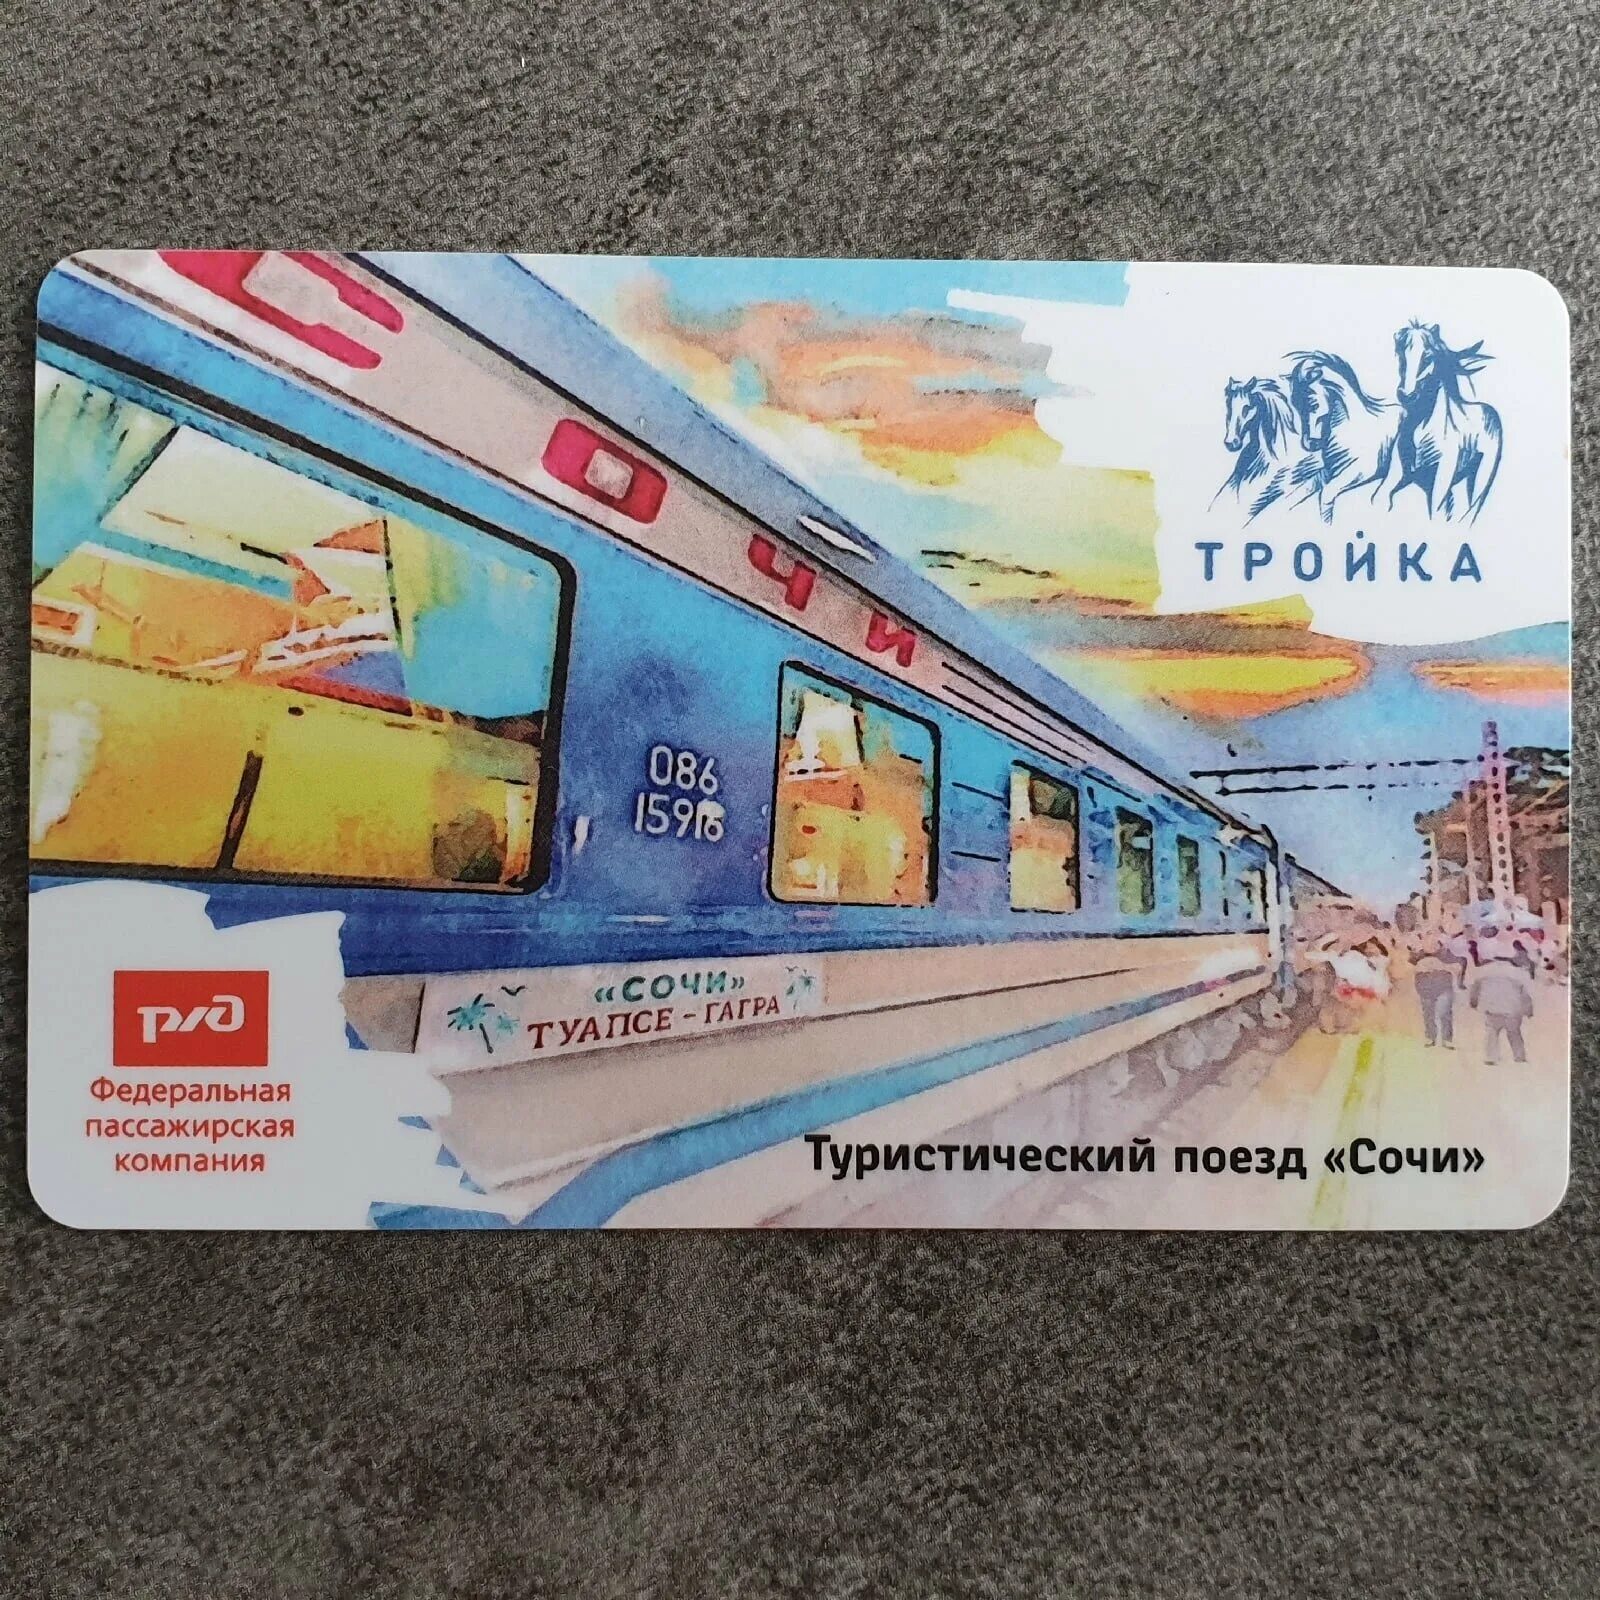 СОЧИ
ТРОЙКА
086
159
«СОЧИ»
ТУАПСЕ - ГАГРА
РЖД
Федеральная
пассажирская
компания
Туристический поезд «Сочи»